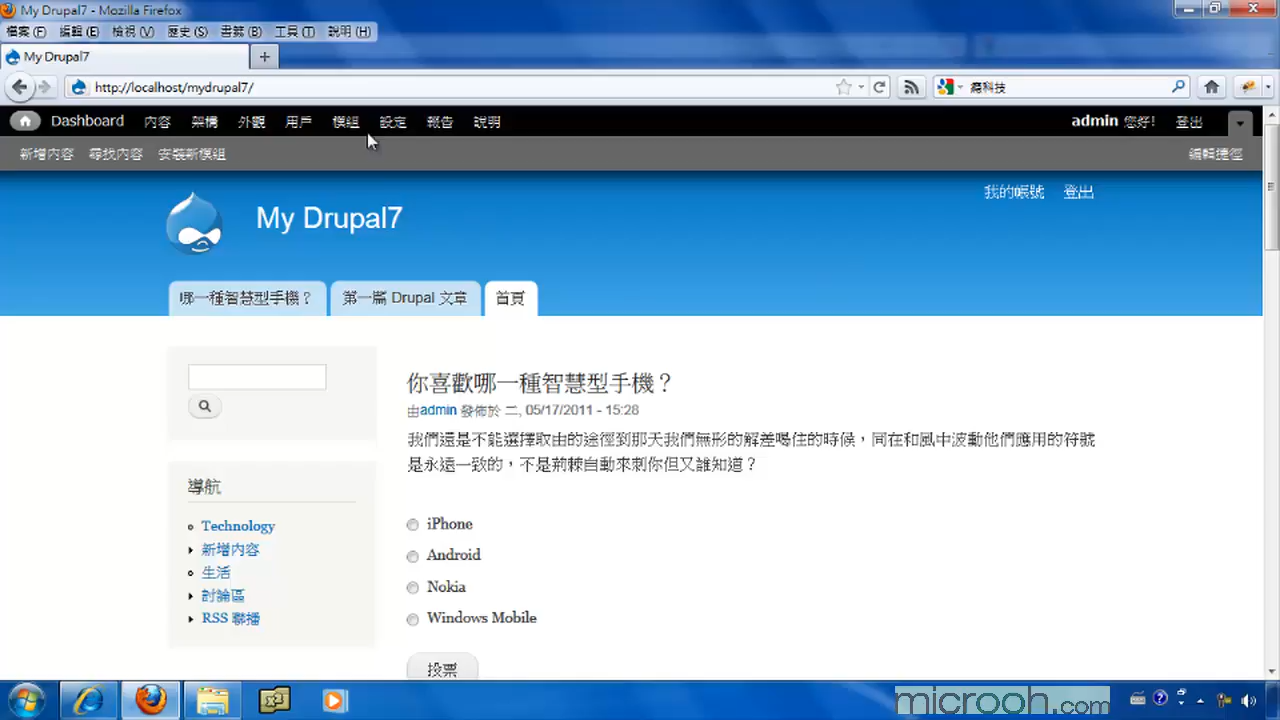 My Drupal7 - Mozilla Firefox
檔案(F) 編輯(E) 檢視(V) 歷史(S) 書籤(B) 工具(T) 說明(H)
My Drupal7
http://localhost/mydrupal7/ 癮科技
Dashboard 內容 架構 外觀 用戶 模組 設定 報告 說明 admin 您好! 登出
新增內容 尋找內容 安裝新模組 編輯捷徑
我的帳號 登出
My Drupal7
哪一種智慧型手機? 第一篇 Drupal 文章 首頁
你喜歡哪一種智慧型手機?
由admin 發佈於 二, 05/17/2011 - 15:28
我們還是不能選擇取由的途徑到那天我們無形的解差喝住的時候,同在和風中波動他們應用的符號
是永遠一致的,不是荊棘自動來刺你但又誰知道?
導航
Technology
新增內容
生活
討論區
RSS 聯播
iPhone
Android
Nokia
Windows Mobile
投票
microoh.com